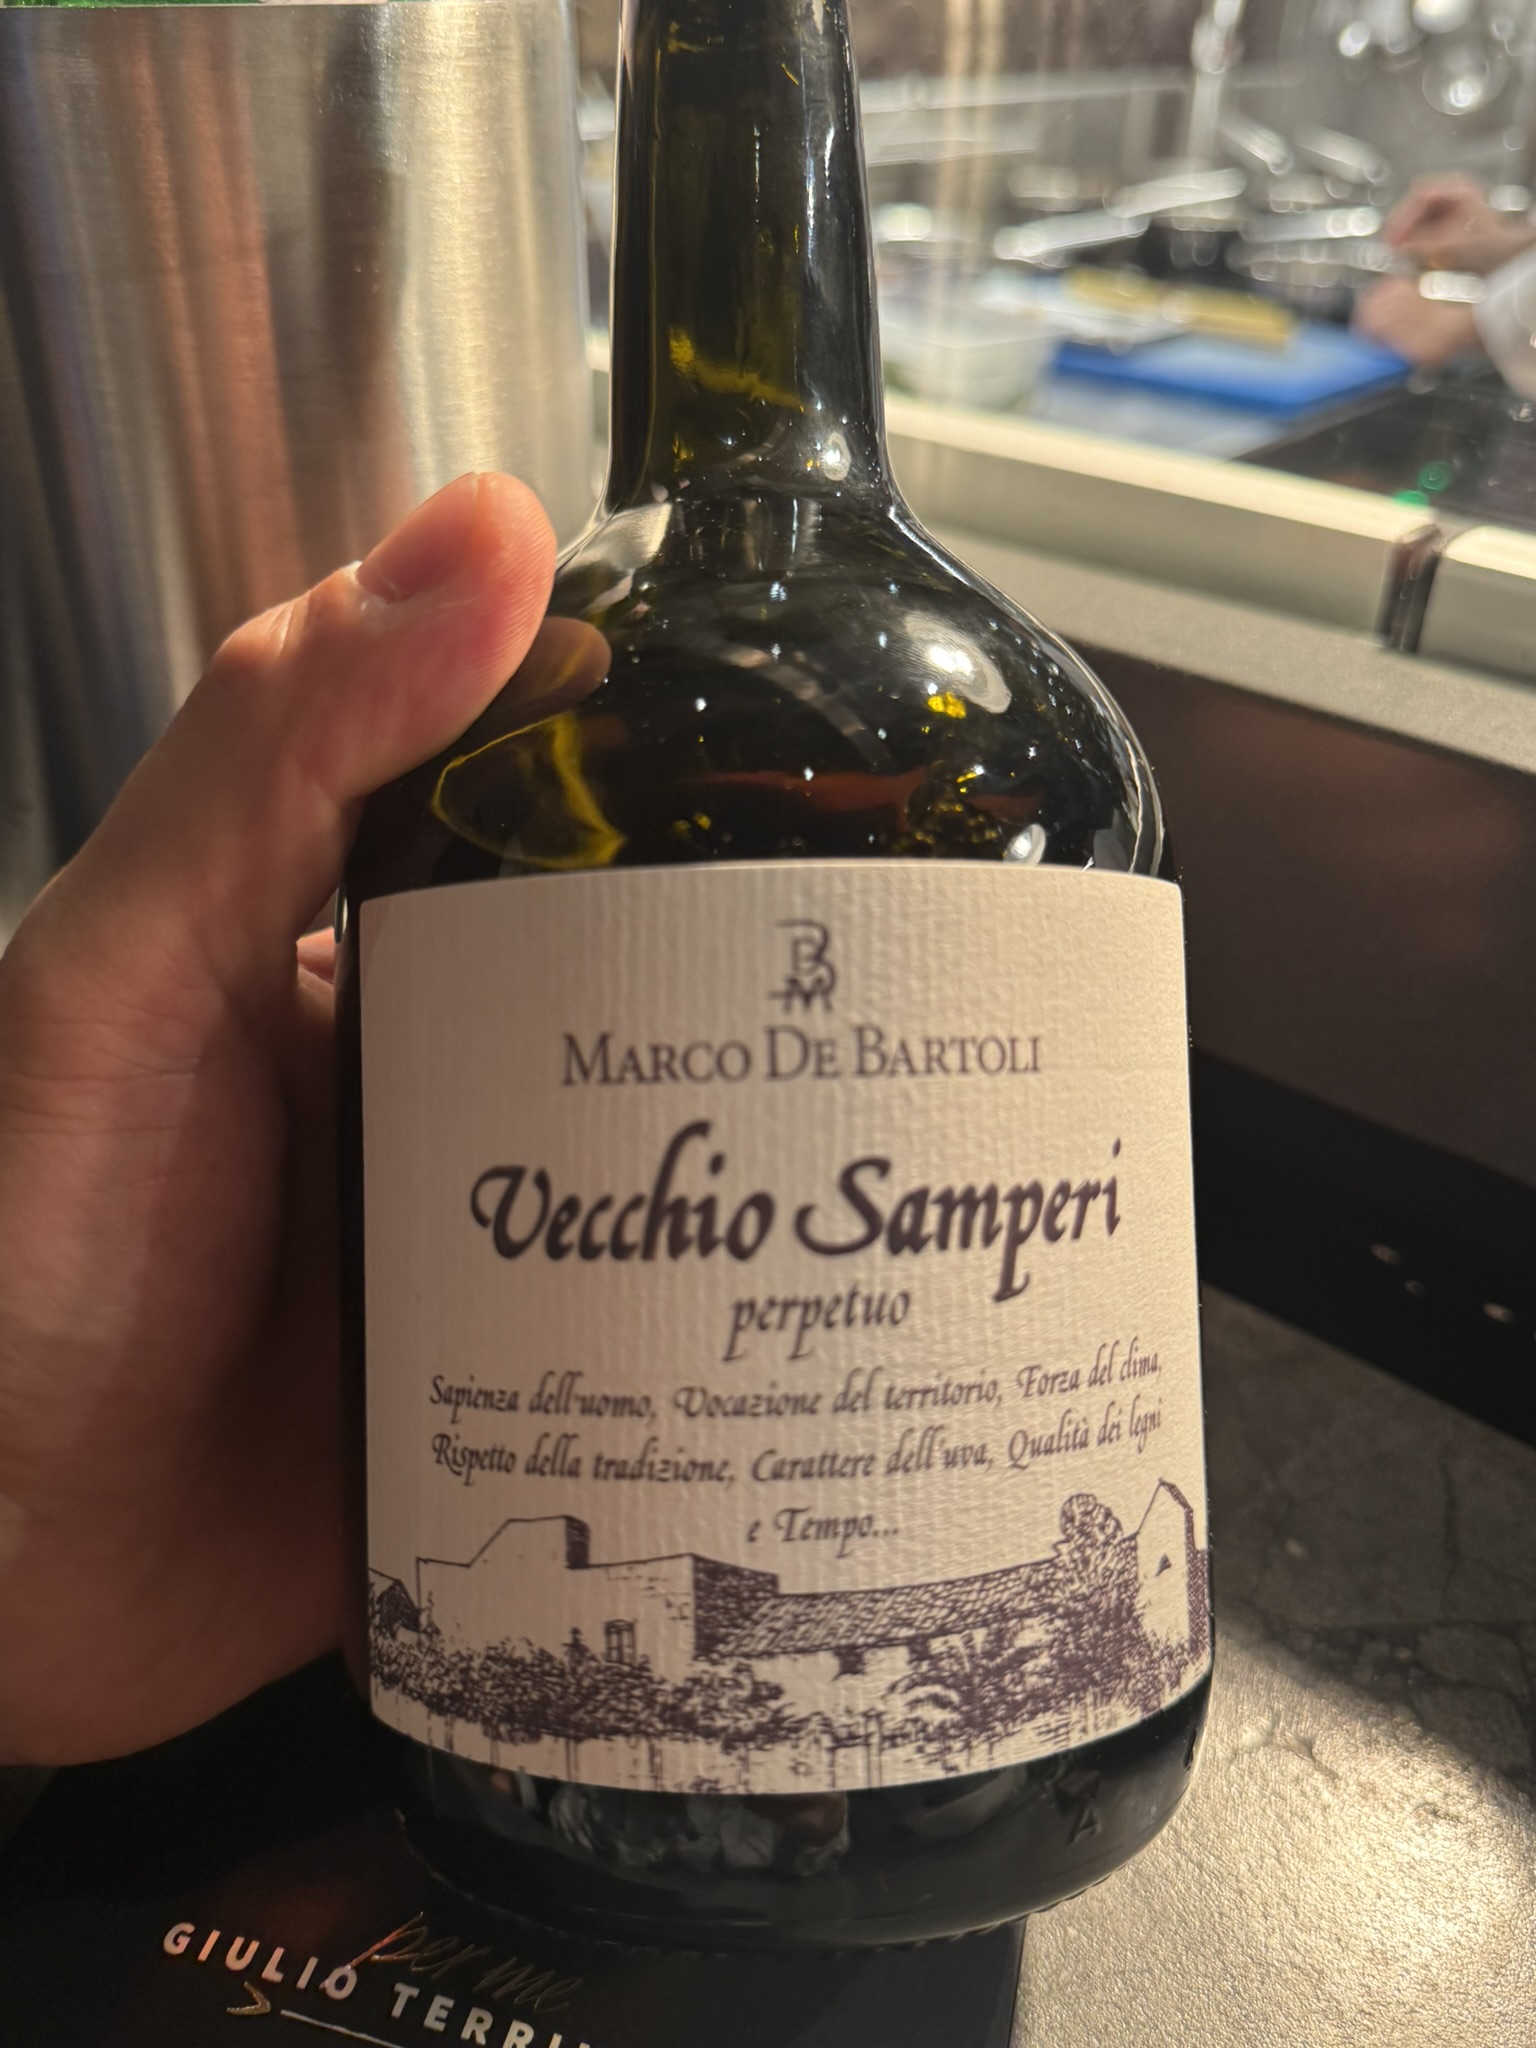 MARCO DE BARTOLI
Vecchio Samperi
perpetuo
Sapienza dell'uomo, Vocazione del territorio, Forza del clima,
Rispetto della tradizione, Carattere dell'uva, Qualità dei legni
e Tempo...
per me
GIULIO TERRI